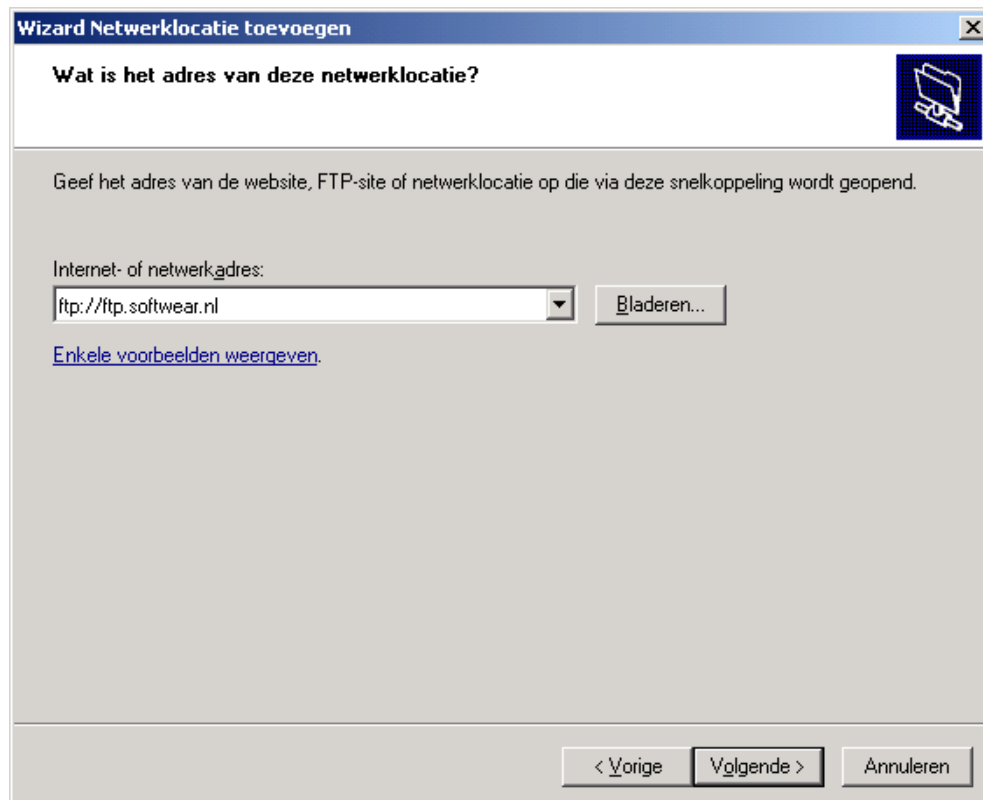 Wizard Netwerklocatie toevoegen
Wat is het adres van deze netwerklocatie?
Geef het adres van de website, FTP-site of netwerklocatie op die via deze snelkoppeling wordt geopend.
Internet- of netwerkadres:
ftp://ftp.softwear.nl
Bladeren...
Enkele voorbeelden weergeven.
< Vorige
Volgende >
Annuleren